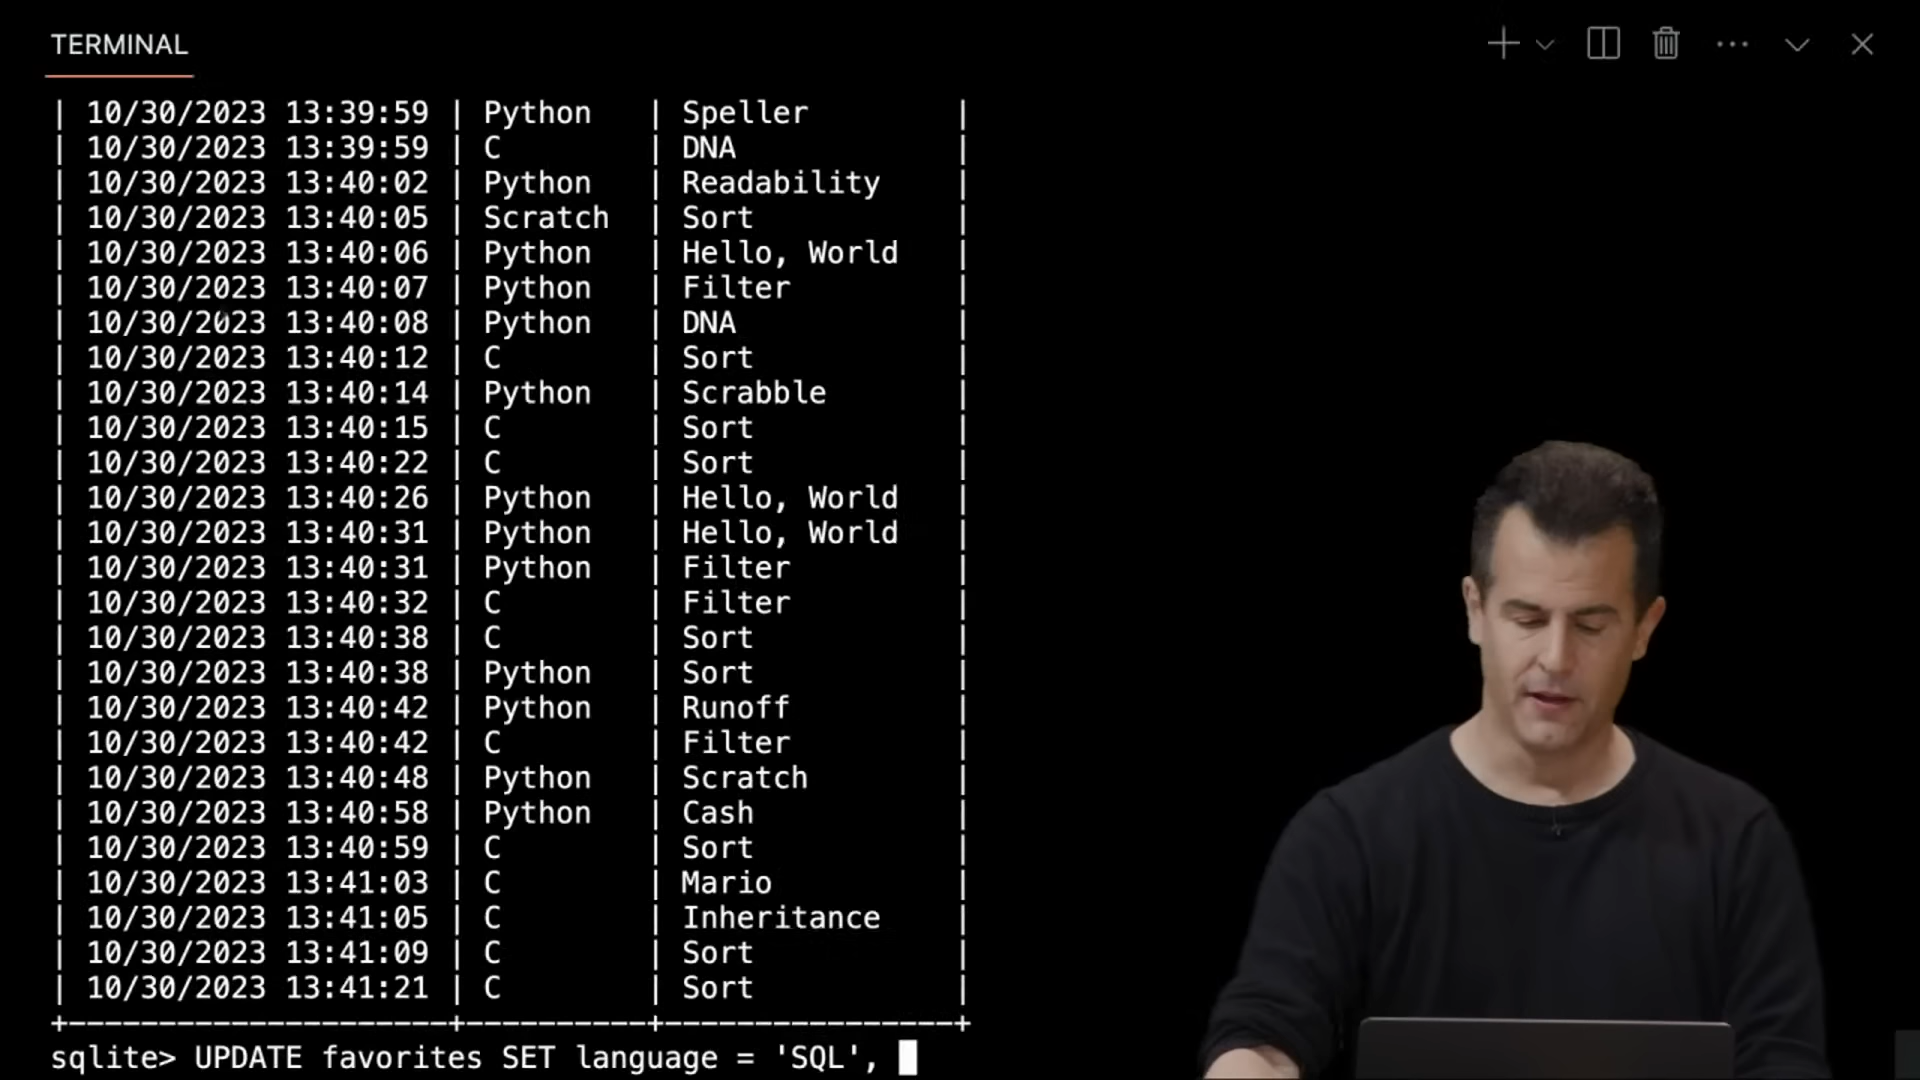 TERMINAL
| 10/30/2023 13:39:59 | Python | Speller |
| 10/30/2023 13:39:59 | C | DNA |
| 10/30/2023 13:40:02 | Python | Readability |
| 10/30/2023 13:40:05 | Scratch | Sort |
| 10/30/2023 13:40:06 | Python | Hello, World |
| 10/30/2023 13:40:07 | Python | Filter |
| 10/30/2023 13:40:08 | Python | DNA |
| 10/30/2023 13:40:12 | C | Sort |
| 10/30/2023 13:40:14 | Python | Scrabble |
| 10/30/2023 13:40:15 | C | Sort |
| 10/30/2023 13:40:22 | C | Sort |
| 10/30/2023 13:40:26 | Python | Hello, World |
| 10/30/2023 13:40:31 | Python | Hello, World |
| 10/30/2023 13:40:31 | Python | Filter |
| 10/30/2023 13:40:32 | C | Filter |
| 10/30/2023 13:40:38 | C | Sort |
| 10/30/2023 13:40:38 | Python | Sort |
| 10/30/2023 13:40:42 | Python | Runoff |
| 10/30/2023 13:40:42 | C | Filter |
| 10/30/2023 13:40:48 | Python | Scratch |
| 10/30/2023 13:40:58 | Python | Cash |
| 10/30/2023 13:40:59 | C | Sort |
| 10/30/2023 13:41:03 | C | Mario |
| 10/30/2023 13:41:05 | C | Inheritance |
| 10/30/2023 13:41:09 | C | Sort |
| 10/30/2023 13:41:21 | C | Sort |
+---------------------+----------+----------------+
sqlite> UPDATE favorites SET language = 'SQL',